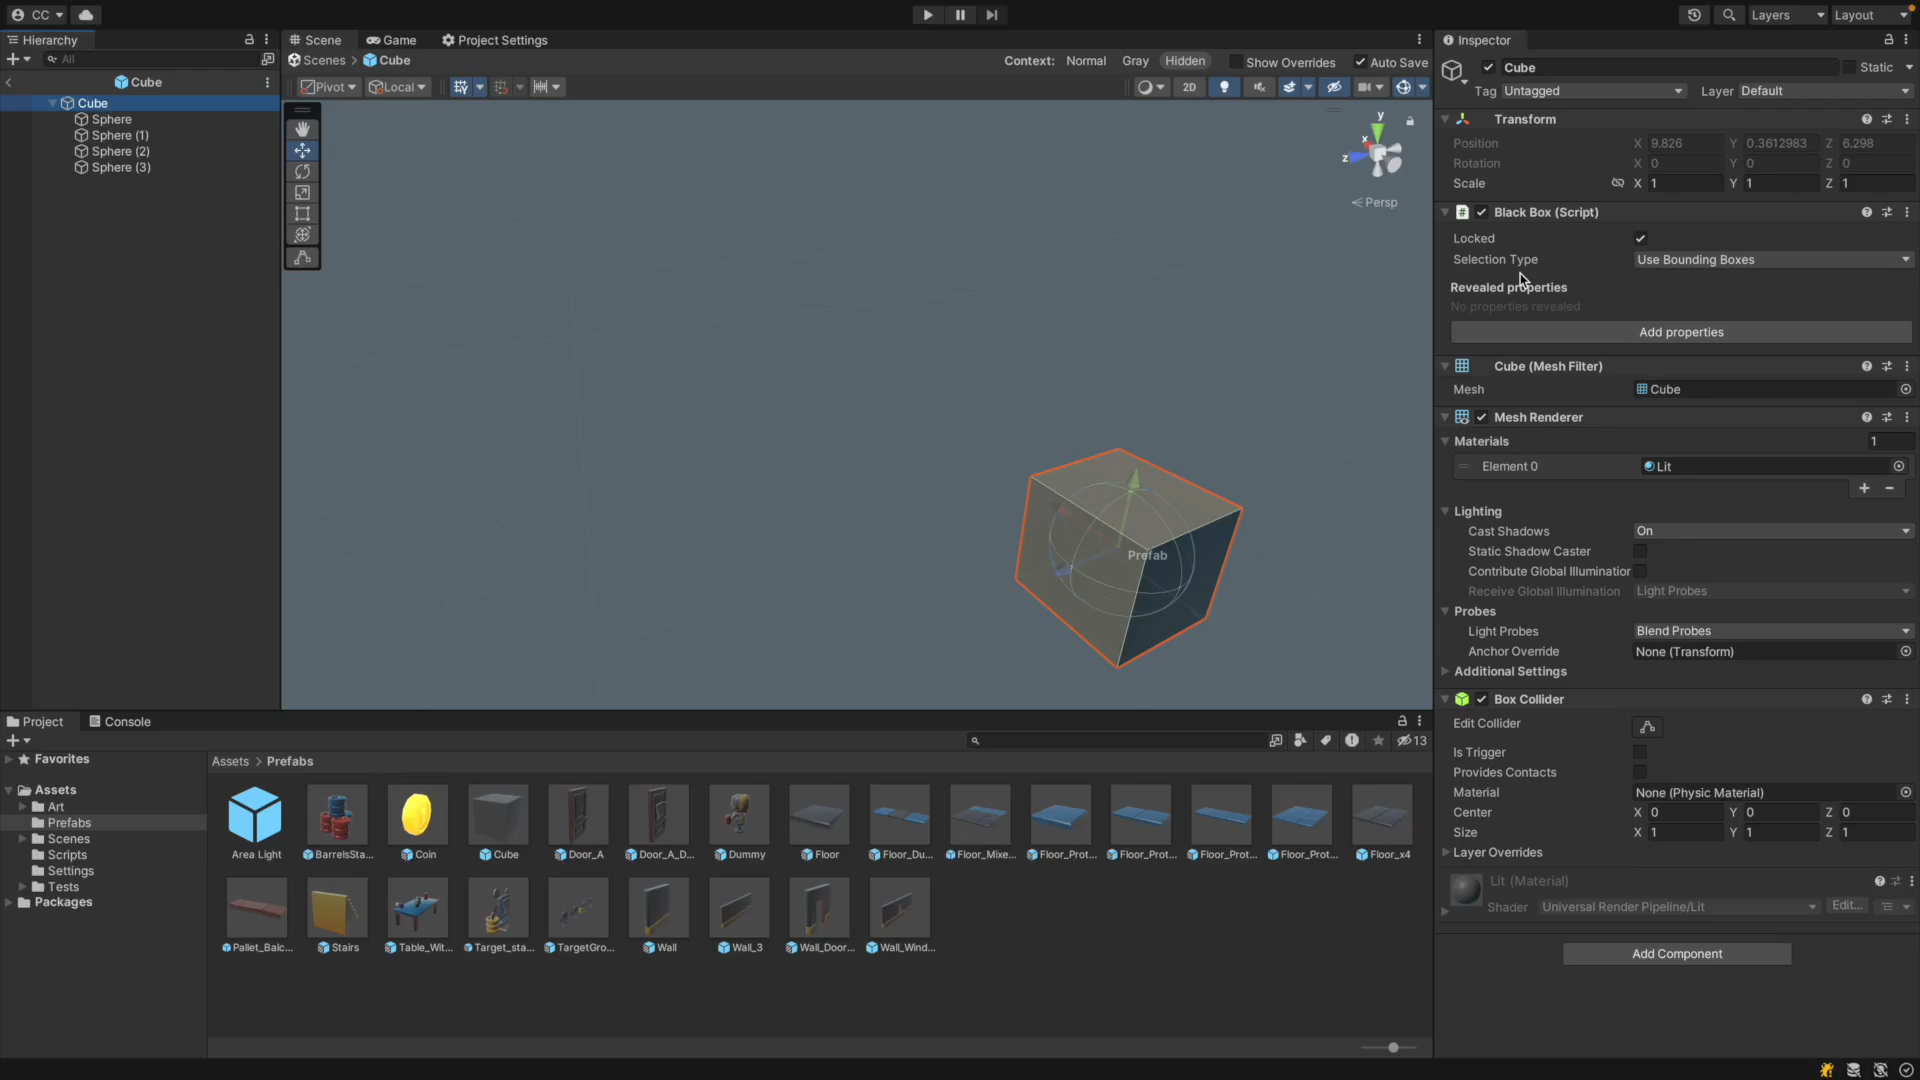 CC
Layers
Layout
Hierarchy
All
Cube
Cube
Sphere
Sphere (1)
Sphere (2)
Sphere (3)
Scene
Game
Project Settings
Scenes > Cube
Context: Normal Gray Hidden Show Overrides Auto Save
Pivot
Local
2D
y
x
z
Persp
Prefab
Inspector
Cube
Static
Tag Untagged Layer Default
Transform
Position X 9.826 Y 0.3612983 Z 6.298
Rotation X 0 Y 0 Z 0
Scale X 1 Y 1 Z 1
# Black Box (Script)
Locked
Selection Type Use Bounding Boxes
Revealed properties
No properties revealed
Add properties
Cube (Mesh Filter)
Mesh Cube
Mesh Renderer
Materials 1
Element 0 Lit
Lighting
Cast Shadows On
Static Shadow Caster
Contribute Global Illumination
Receive Global Illumination Light Probes
Probes
Light Probes Blend Probes
Anchor Override None (Transform)
Additional Settings
Box Collider
Edit Collider
Is Trigger
Provides Contacts
Material None (Physic Material)
Center X 0 Y 0 Z 0
Size X 1 Y 1 Z 1
Layer Overrides
Lit (Material)
Shader Universal Render Pipeline/Lit Edit...
Add Component
Project
Console
13
Favorites
Assets
Art
Prefabs
Scenes
Scripts
Settings
Tests
Packages
Assets > Prefabs
Area Light
BarrelsSta...
Coin
Cube
Door_A
Door_A_D...
Dummy
Floor
Floor_Du...
Floor_Mixe...
Floor_Prot...
Floor_Prot...
Floor_Prot...
Floor_Prot...
Floor_x4
Pallet_Balc...
Stairs
Table_Wit...
Target_sta...
TargetGro...
Wall
Wall_3
Wall_Door...
Wall_Wind...